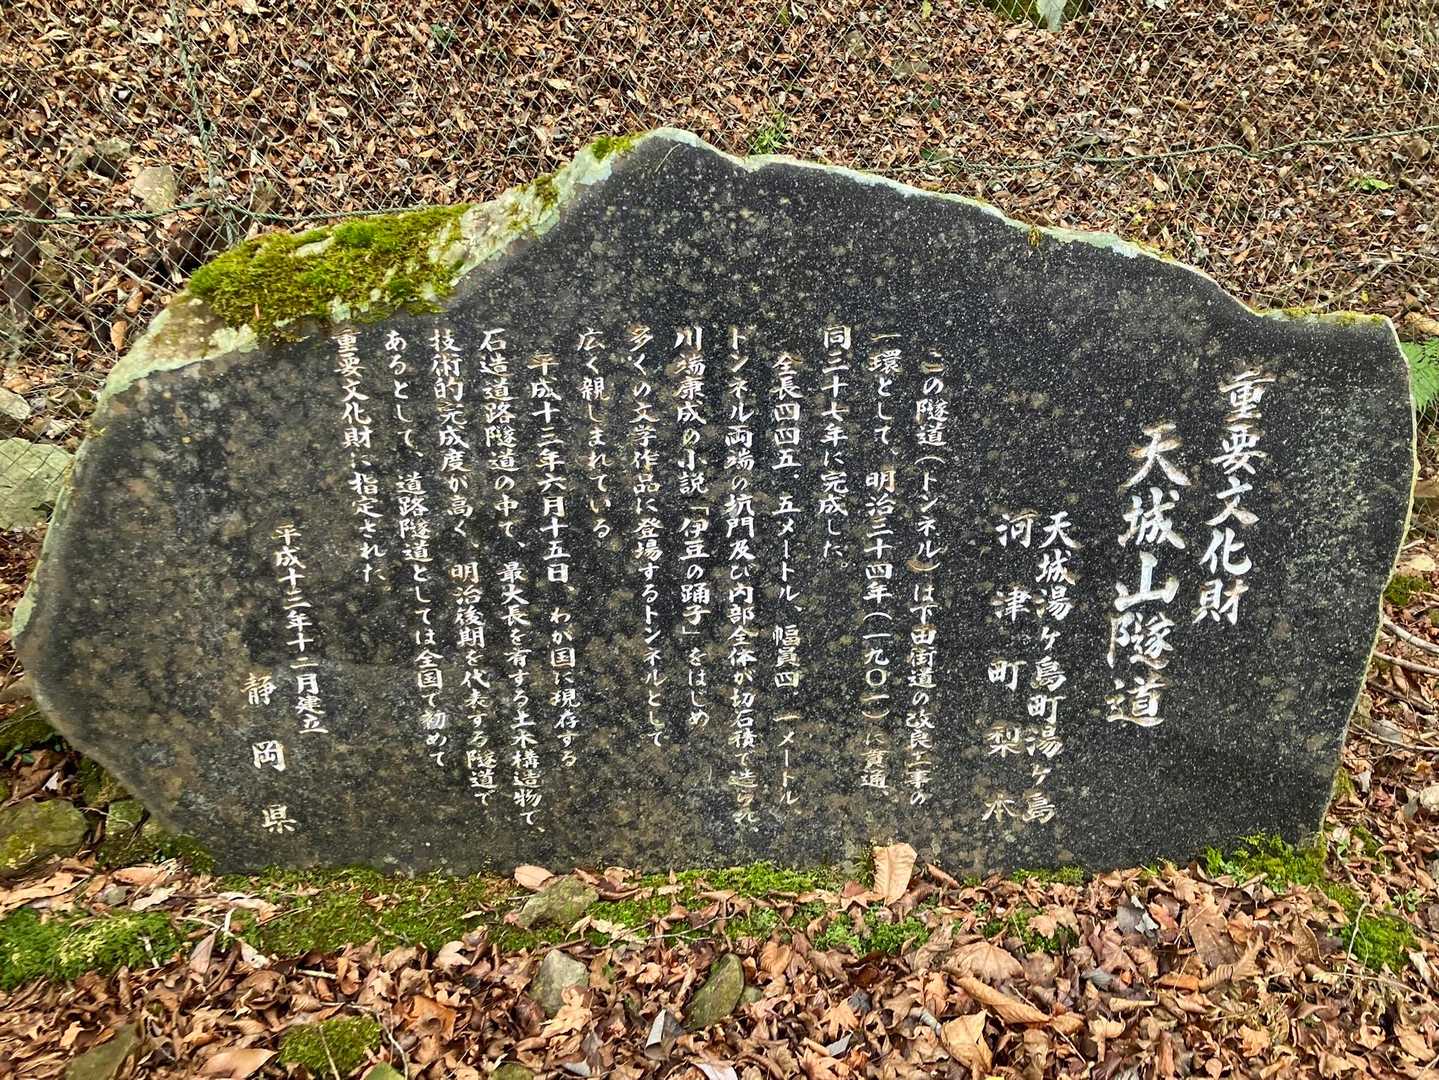 重要文化財
天城山隧道
天城湯ヶ島町湯ヶ島
河津町梨本
この隧道(トンネル)は下田街道の改良工事の
一環として、明治三十四年(一九〇一)に貫通、
同三十七年に完成した。
全長四四五．五メートル、幅員四．一メートル
トンネル両端の坑門及び内部全体が切石積で造られ、
川端康成の小説「伊豆の踊子」をはじめ
多くの文学作品に登場するトンネルとして
広く親しまれている
平成十三年六月十五日、わが国に現存する
石造道路隧道の中で、最大長を有する土木構造物で、
技術的完成度が高く、明治後期を代表する隧道で
あるとして、道路隧道としては全国で初めて
重要文化財に指定された
平成十三年十二月建立
静岡県